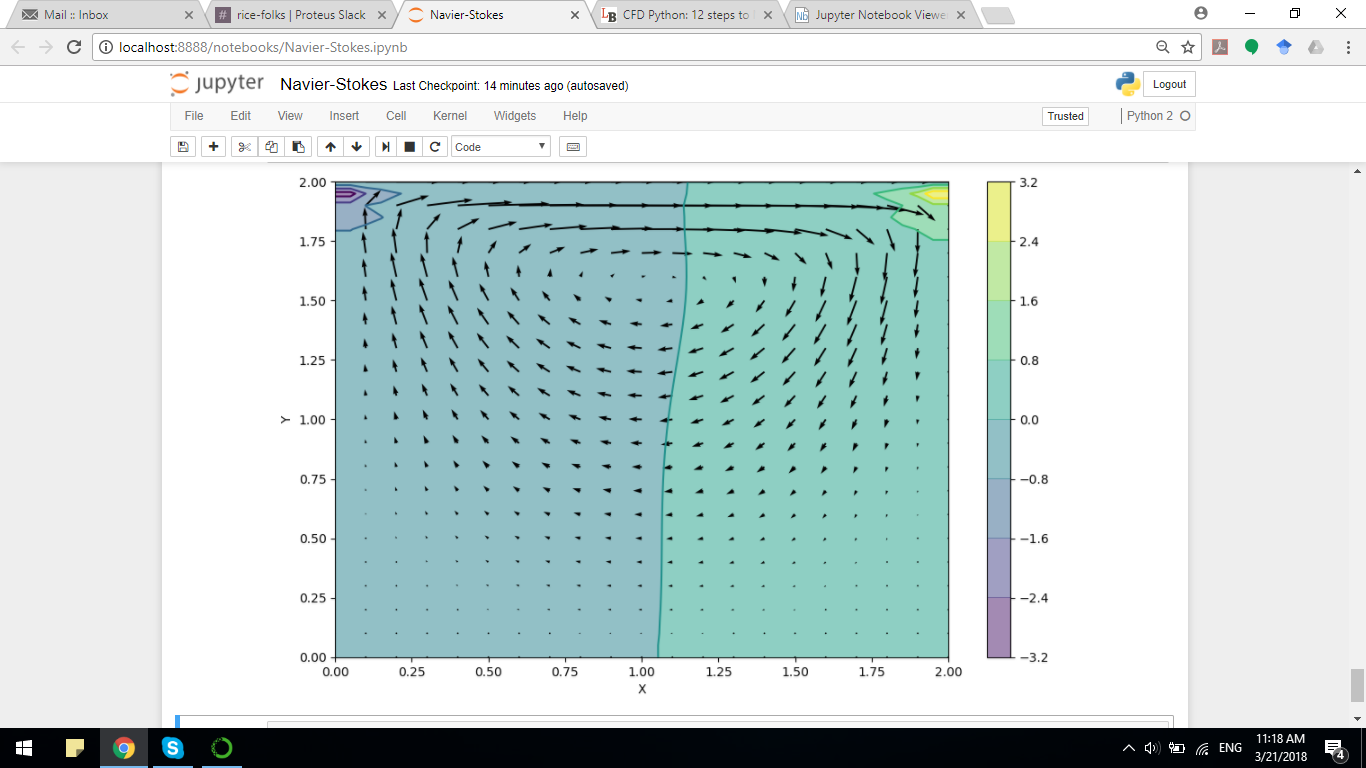 Mail :: Inbox
# rice-folks | Proteus Slack
Navier-Stokes
LB CFD Python: 12 steps to
Nb Jupyter Notebook Viewe
localhost:8888/notebooks/Navier-Stokes.ipynb
jupyter Navier-Stokes Last Checkpoint: 14 minutes ago (autosaved)
Logout
File Edit View Insert Cell Kernel Widgets Help
Trusted
Python 2
Code
2.00
1.75
1.50
1.25
1.00
0.75
0.50
0.25
0.00
Y
0.00 0.25 0.50 0.75 1.00 1.25 1.50 1.75 2.00
X
3.2
2.4
1.6
0.8
0.0
−0.8
−1.6
−2.4
−3.2
ENG
11:18 AM
3/21/2018
4